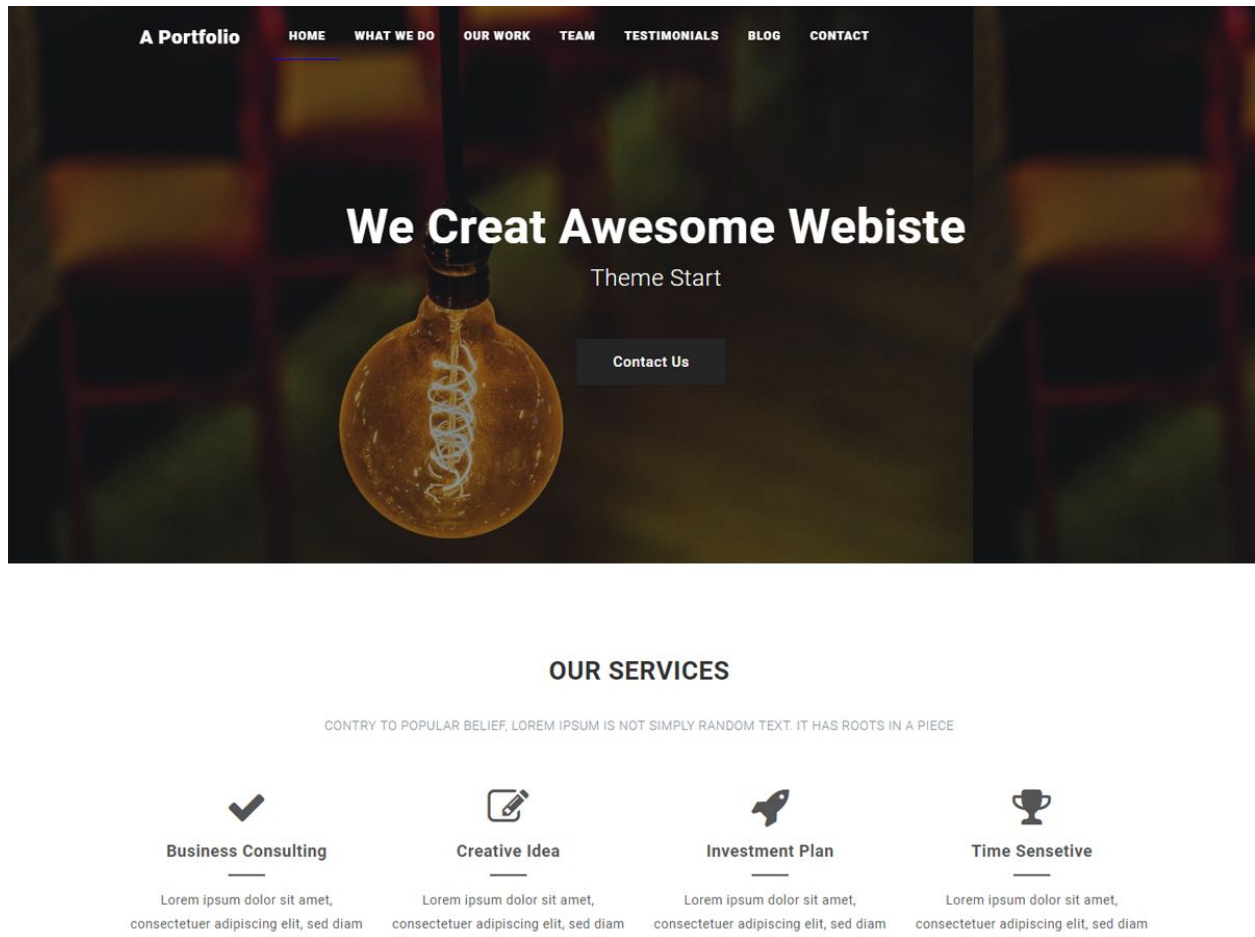 A Portfolio HOME WHAT WE DO OUR WORK TEAM TESTIMONIALS BLOG CONTACT
We Creat Awesome Webiste
Theme Start
Contact Us
OUR SERVICES
CONTRY TO POPULAR BELIEF, LOREM IPSUM IS NOT SIMPLY RANDOM TEXT. IT HAS ROOTS IN A PIECE
Business Consulting
Lorem ipsum dolor sit amet,
consectetuer adipiscing elit, sed diam
Creative Idea
Lorem ipsum dolor sit amet,
consectetuer adipiscing elit, sed diam
Investment Plan
Lorem ipsum dolor sit amet,
consectetuer adipiscing elit, sed diam
Time Sensetive
Lorem ipsum dolor sit amet,
consectetuer adipiscing elit, sed diam